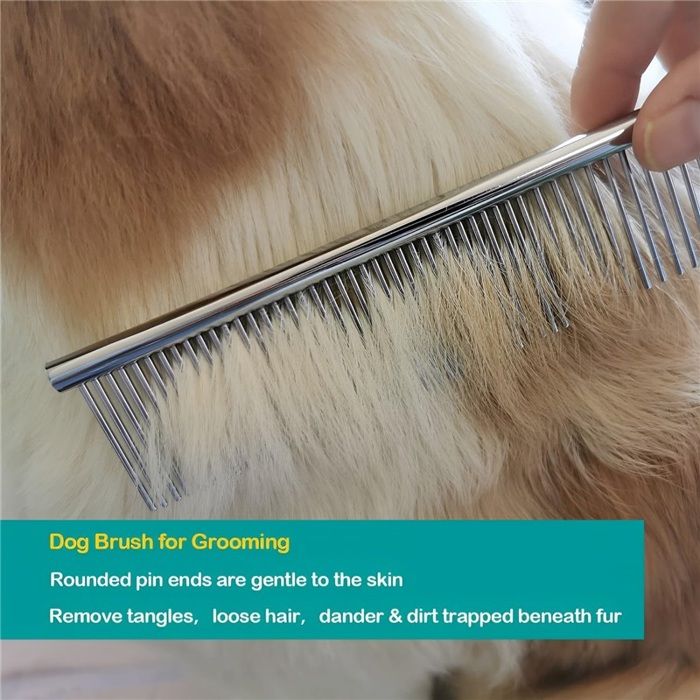 Dog Brush for Grooming
Rounded pin ends are gentle to the skin
Remove tangles, loose hair, dander & dirt trapped beneath fur